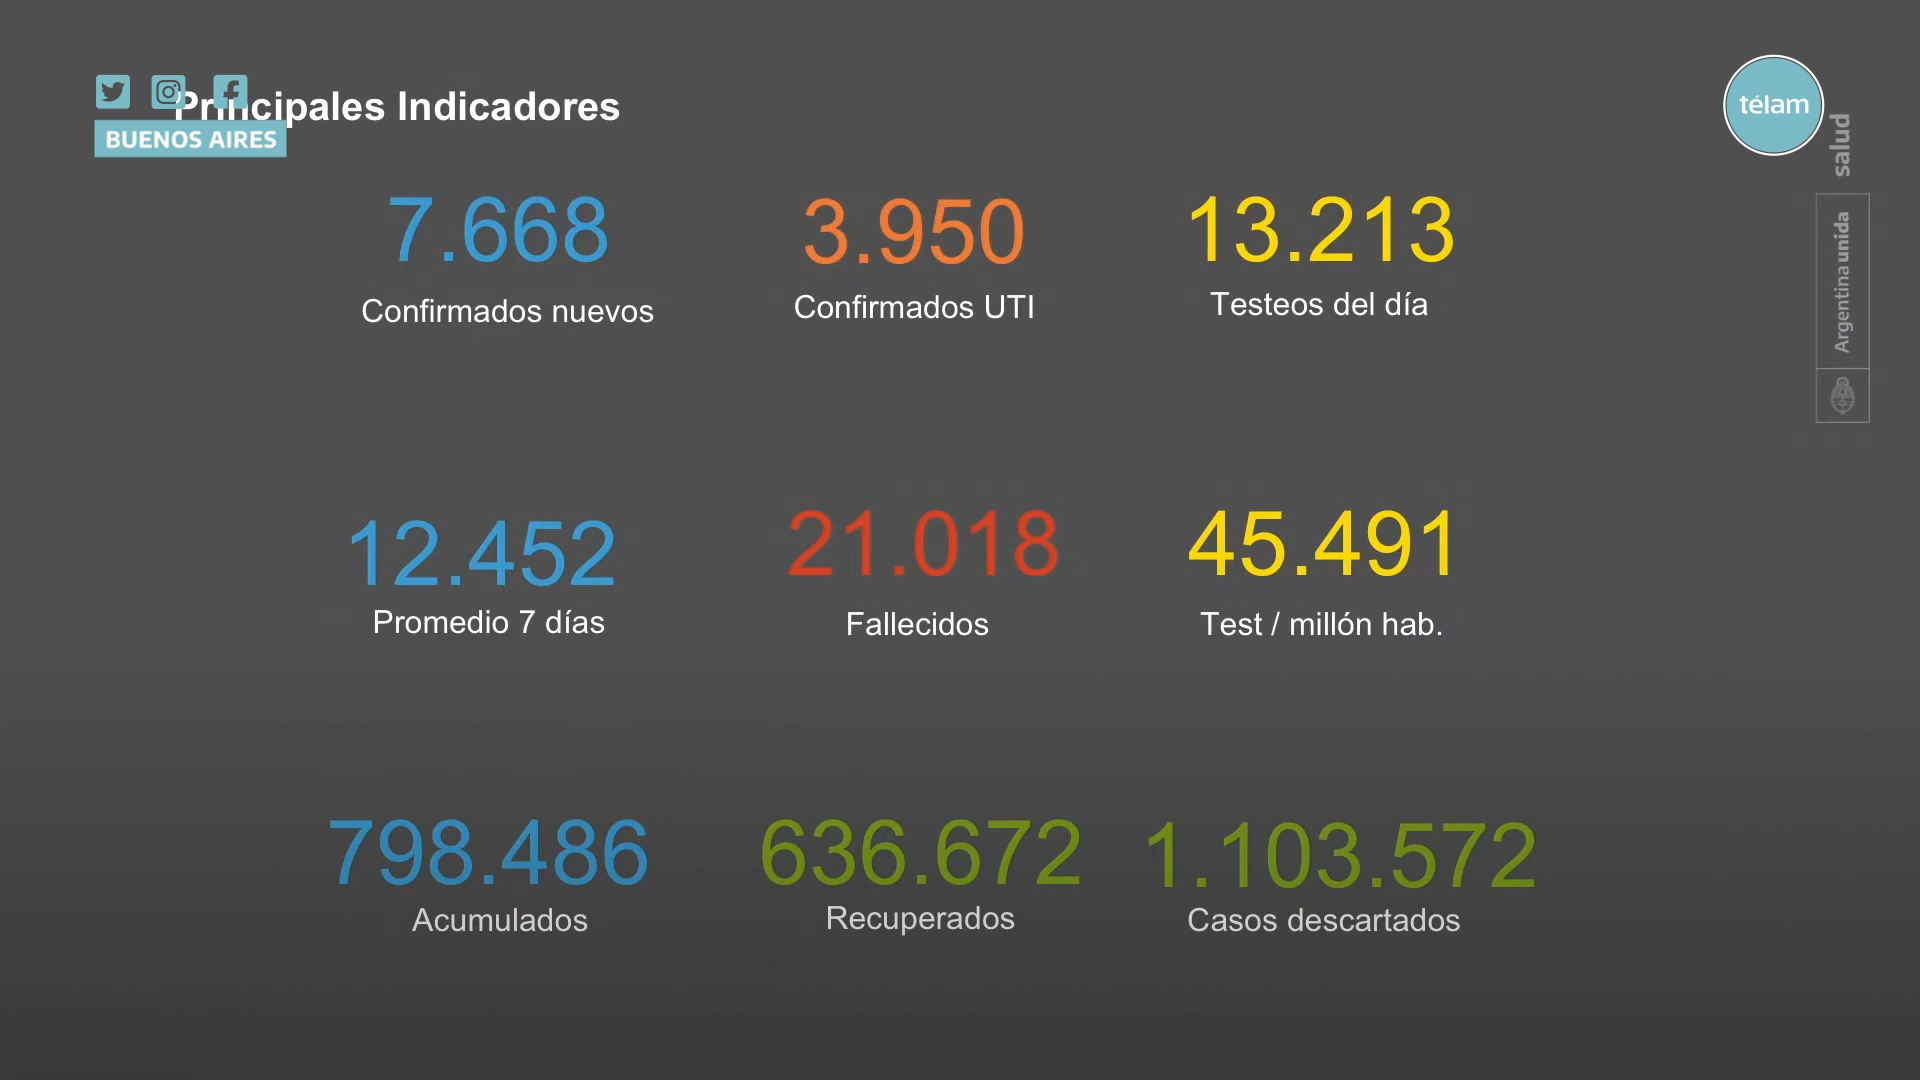 Principales Indicadores
BUENOS AIRES
télam
salud
Argentina unida
7.668
Confirmados nuevos
3.950
Confirmados UTI
13.213
Testeos del día
12.452
Promedio 7 días
21.018
Fallecidos
45.491
Test / millón hab.
798.486
Acumulados
636.672
Recuperados
1.103.572
Casos descartados